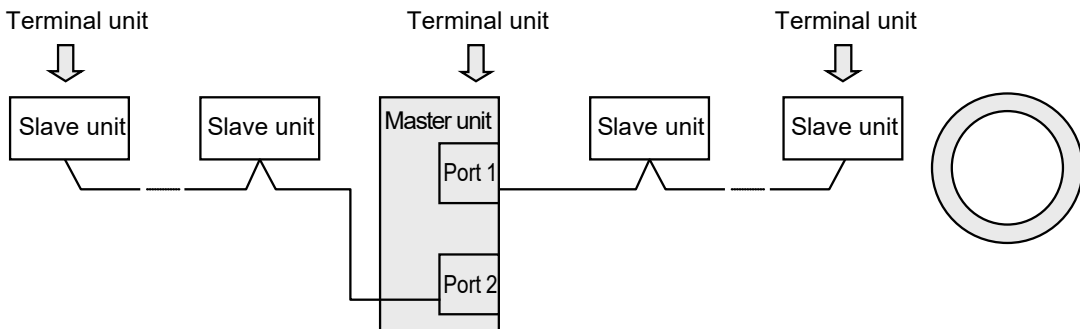 Terminal unit
Terminal unit
Terminal unit
Slave unit
Slave unit
Master unit
Slave unit
Slave unit
Port 1
Port 2